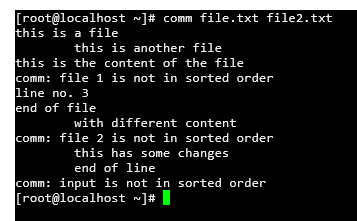 [root@localhost ~]# comm file.txt file2.txt
this is a file
        this is another file
this is the content of the file
comm: file 1 is not in sorted order
line no. 3
end of file
        with different content
comm: file 2 is not in sorted order
        this has some changes
        end of line
comm: input is not in sorted order
[root@localhost ~]#